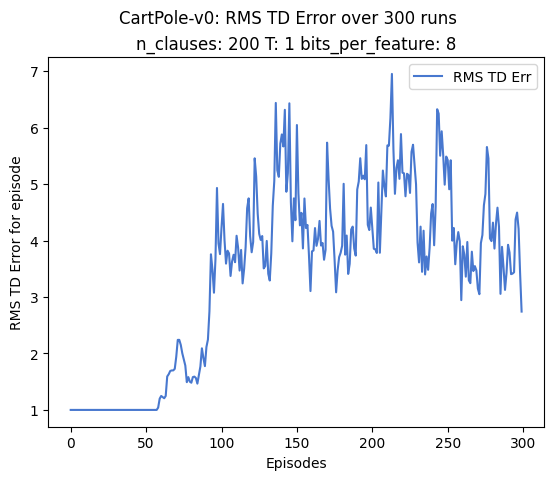 CartPole-v0: RMS TD Error over 300 runs
n_clauses: 200 T: 1 bits_per_feature: 8
RMS TD Err
RMS TD Error for episode
7
6
5
4
3
2
1
0
50
100
150
200
250
300
Episodes